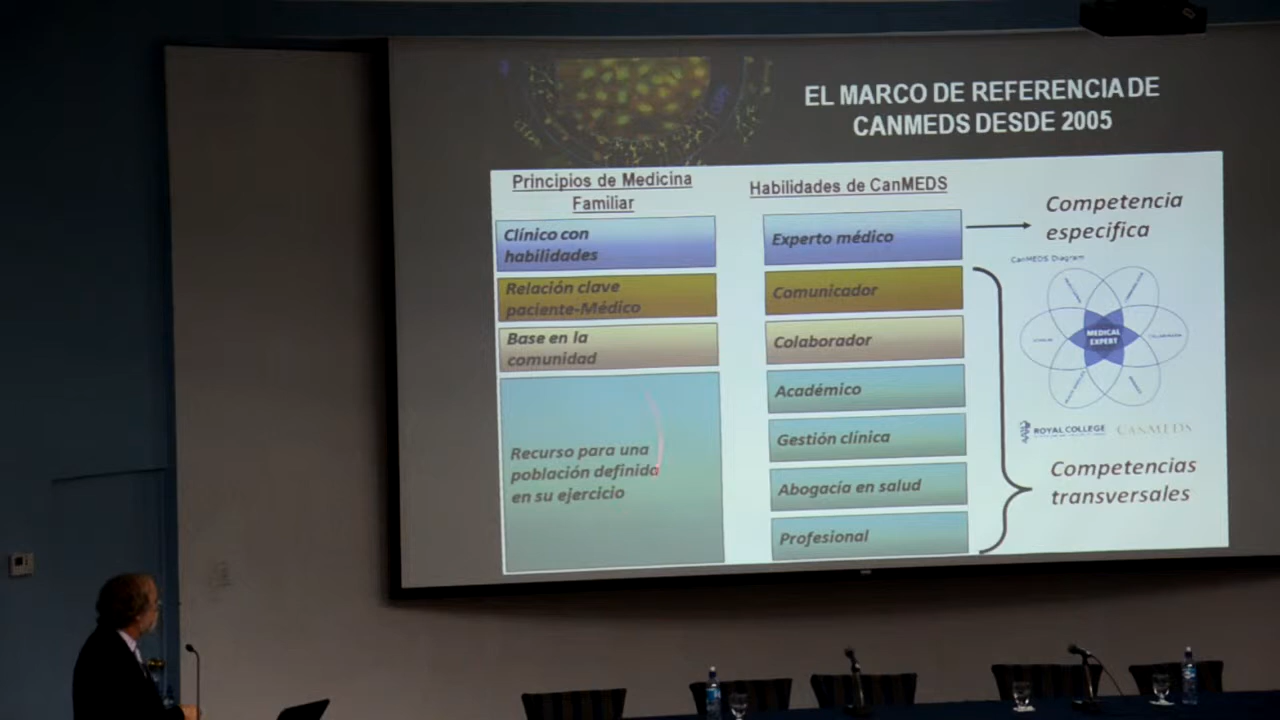 EL MARCO DE REFERENCIA DE
CANMEDS DESDE 2005
Principios de Medicina
Familiar
Clínico con
habilidades
Relación clave
paciente-Médico
Base en la
comunidad
Recurso para una
población definida
en su ejercicio
Habilidades de CanMEDS
Experto médico
Comunicador
Colaborador
Académico
Gestión clínica
Abogacía en salud
Profesional
Competencia
especifica
CanMEDS Diagram
MEDICAL
EXPERT
ROYAL COLLEGE
CANMEDS
Competencias
transversales